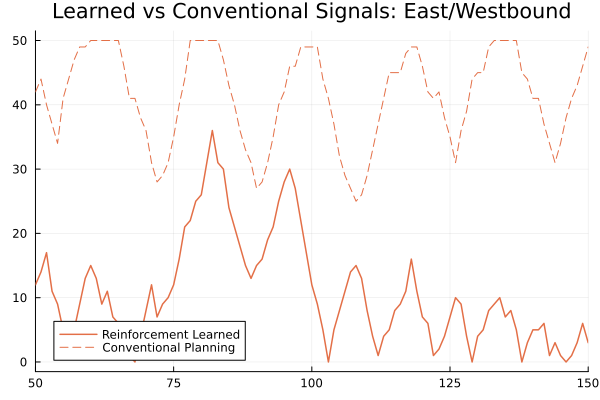 Learned vs Conventional Signals: East/Westbound
50
40
30
20
10
0
Reinforcement Learned
Conventional Planning
50 75 100 125 150